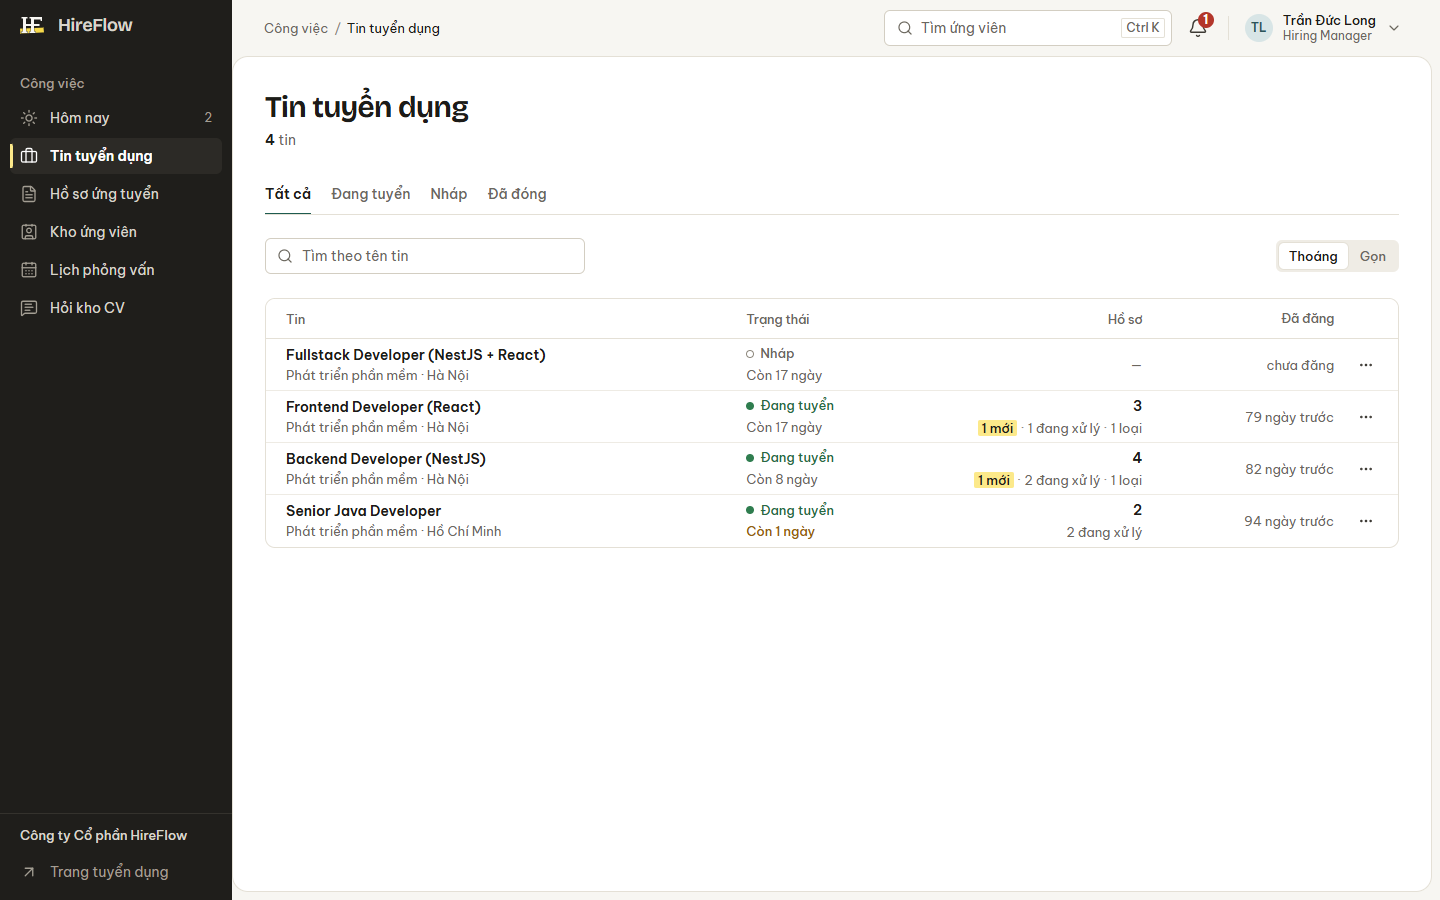 HF HireFlow
Công việc / Tin tuyển dụng
Tìm ứng viên Ctrl K
1
TL Trần Đức Long
Hiring Manager
Công việc
Hôm nay 2
Tin tuyển dụng
Hồ sơ ứng tuyển
Kho ứng viên
Lịch phỏng vấn
Hỏi kho CV
Công ty Cổ phần HireFlow
Trang tuyển dụng
Tin tuyển dụng
4 tin
Tất cả Đang tuyển Nháp Đã đóng
Tìm theo tên tin
Thoáng Gọn
Tin Trạng thái Hồ sơ Đã đăng
Fullstack Developer (NestJS + React) Nháp
Phát triển phần mềm · Hà Nội Còn 17 ngày — chưa đăng
Frontend Developer (React) Đang tuyển 3
Phát triển phần mềm · Hà Nội Còn 17 ngày 1 mới · 1 đang xử lý · 1 loại 79 ngày trước
Backend Developer (NestJS) Đang tuyển 4
Phát triển phần mềm · Hà Nội Còn 8 ngày 1 mới · 2 đang xử lý · 1 loại 82 ngày trước
Senior Java Developer Đang tuyển 2
Phát triển phần mềm · Hồ Chí Minh Còn 1 ngày 2 đang xử lý 94 ngày trước